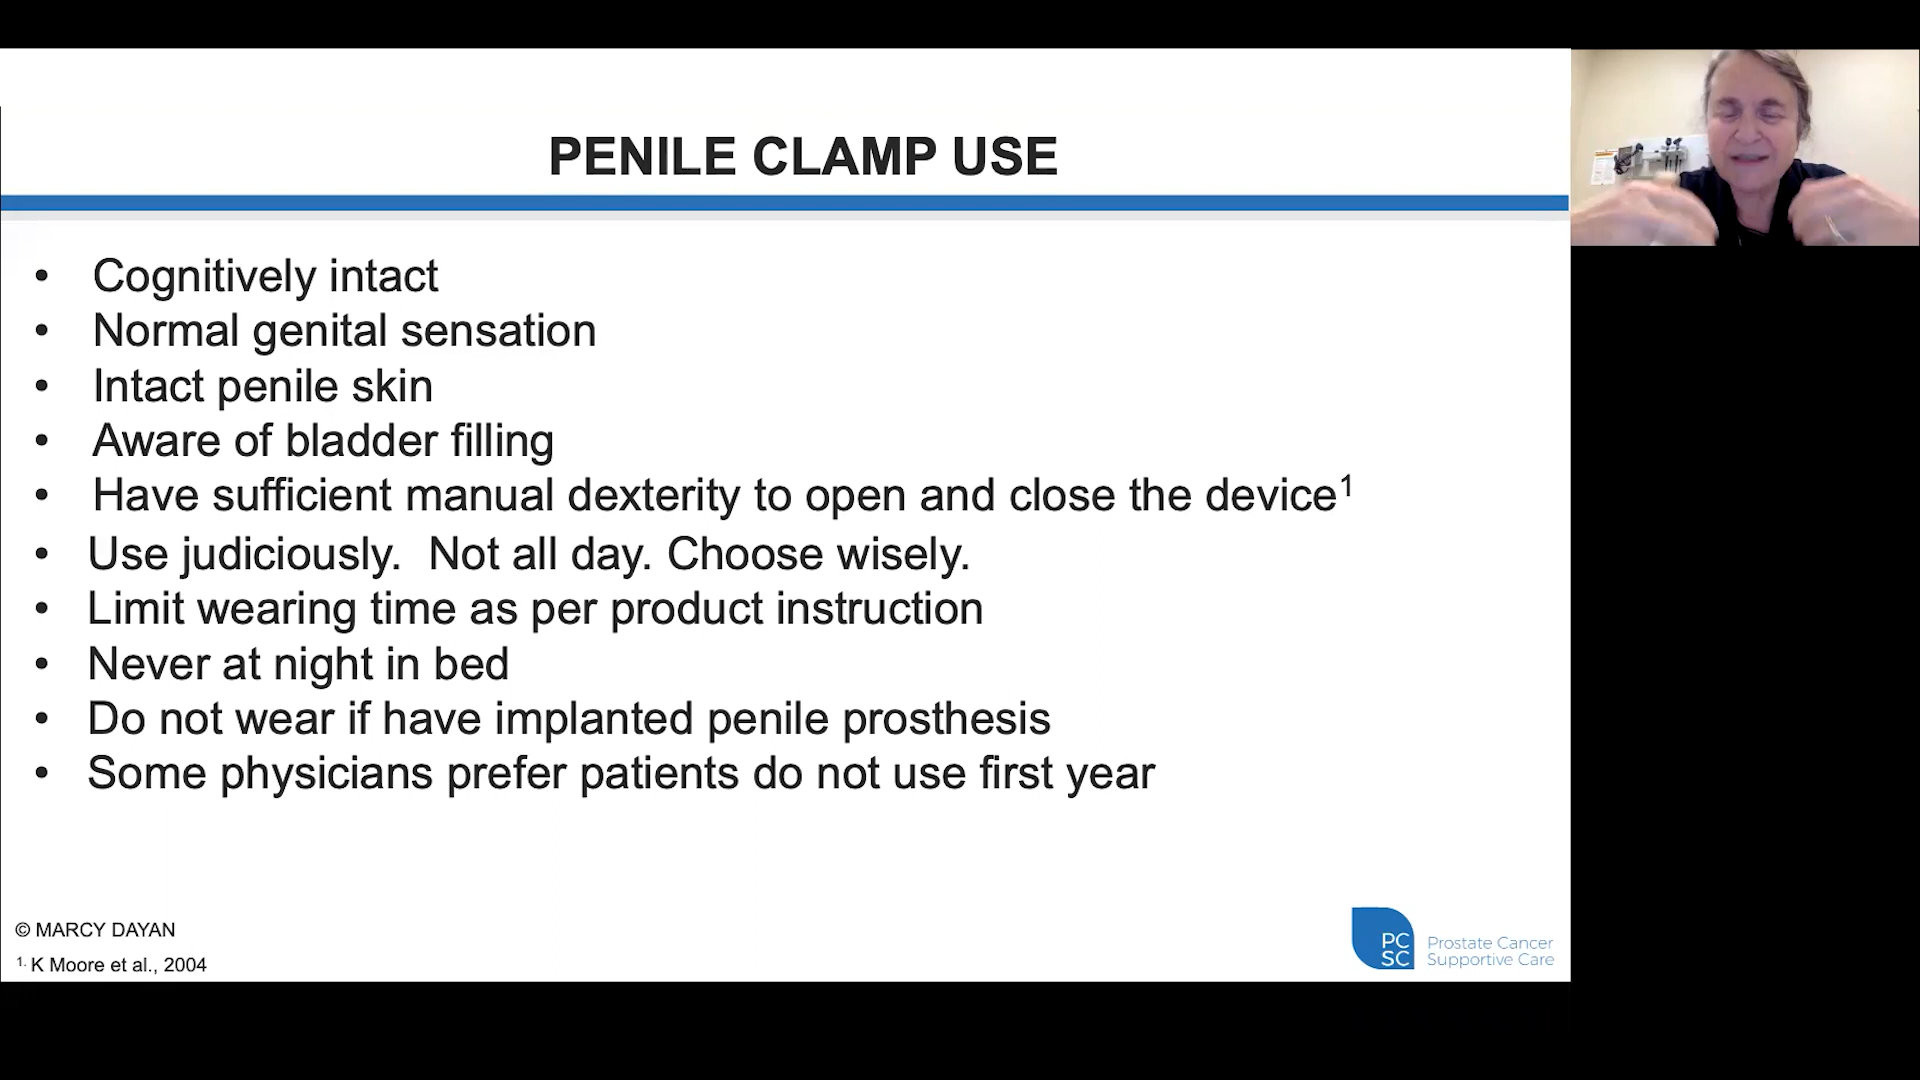 PENILE CLAMP USE
• Cognitively intact
• Normal genital sensation
• Intact penile skin
• Aware of bladder filling
• Have sufficient manual dexterity to open and close the device¹
• Use judiciously.  Not all day. Choose wisely.
• Limit wearing time as per product instruction
• Never at night in bed
• Do not wear if have implanted penile prosthesis
• Some physicians prefer patients do not use first year
© MARCY DAYAN
¹· K Moore et al., 2004
PC
SC
Prostate Cancer
Supportive Care